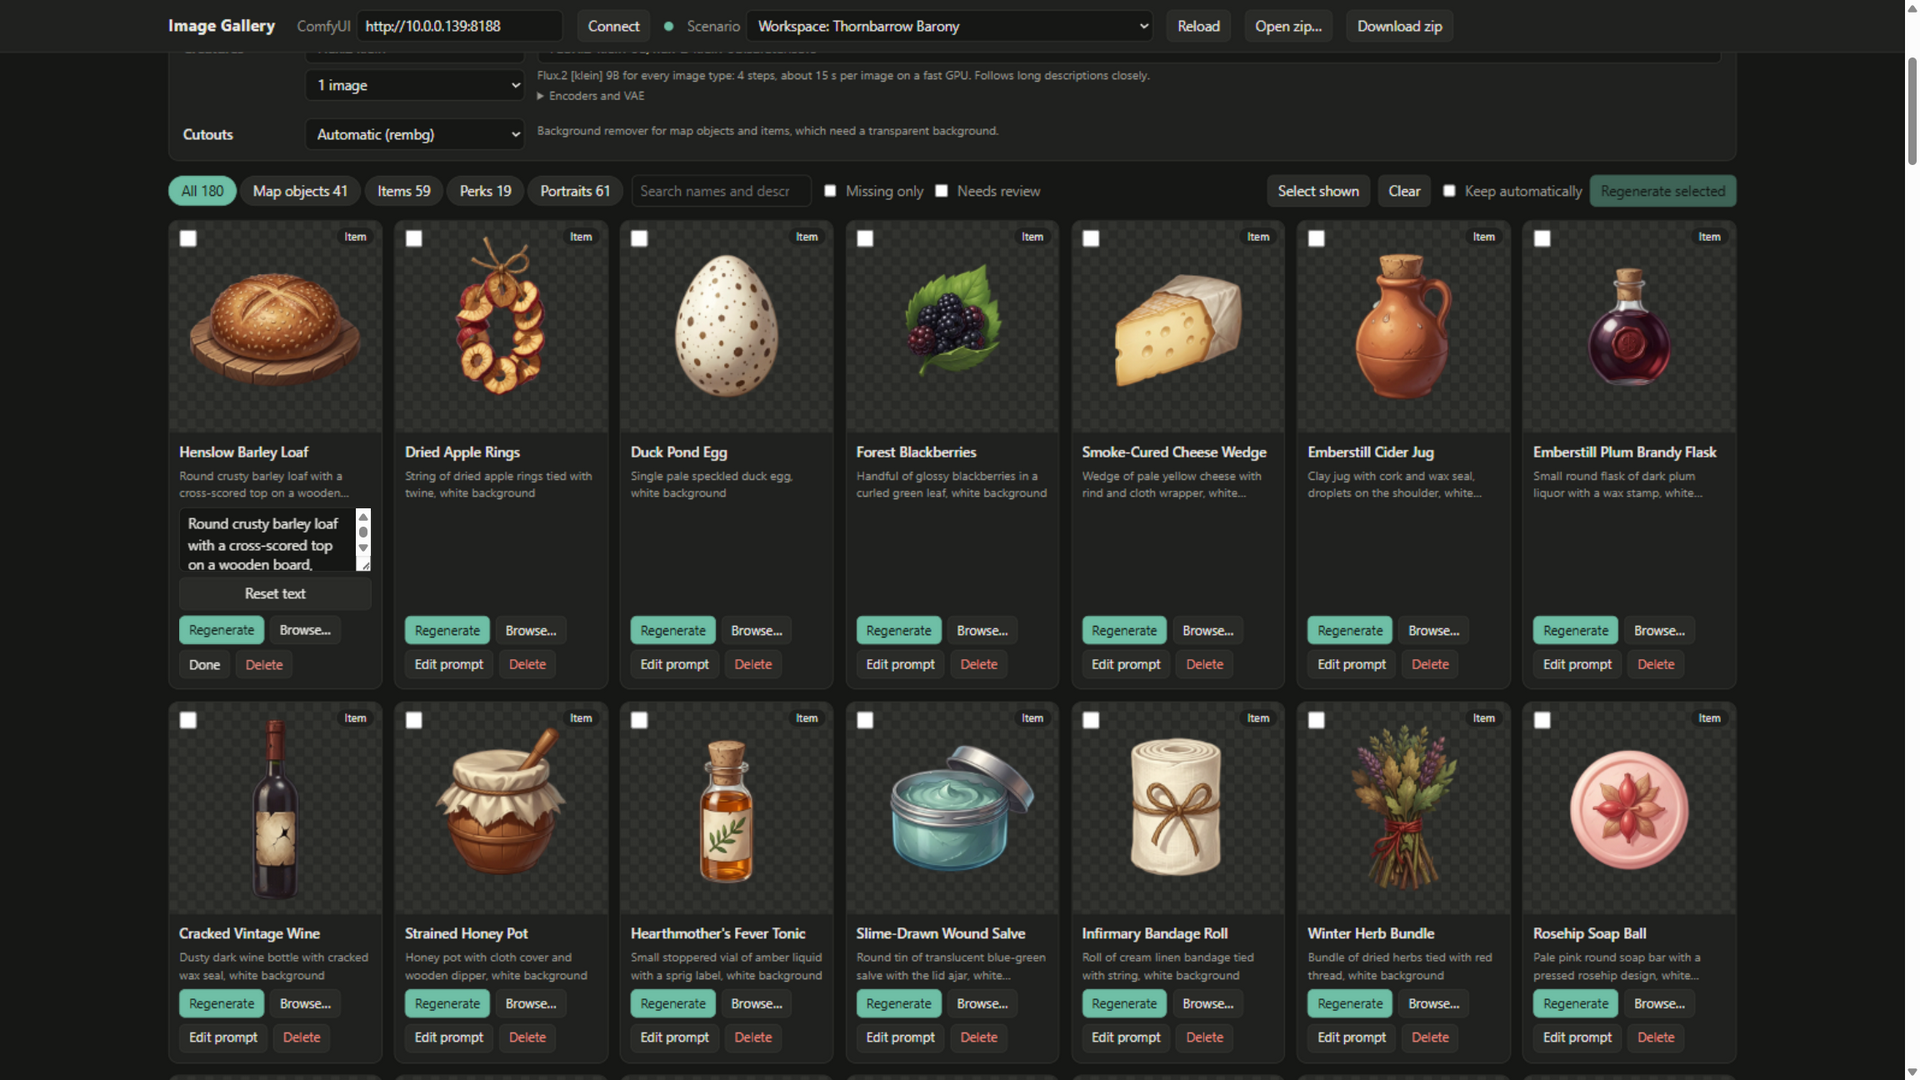 Image Gallery ComfyUI http://10.0.0.139:8188 Connect Scenario Workspace: Thornbarrow Barony Reload Open zip... Download zip
1 image
Flux.2 [klein] 9B for every image type: 4 steps, about 15 s per image on a fast GPU. Follows long descriptions closely.
Encoders and VAE
Cutouts Automatic (rembg) Background remover for map objects and items, which need a transparent background.
All 180 Map objects 41 Items 59 Perks 19 Portraits 61 Search names and descr Missing only Needs review Select shown Clear Keep automatically Regenerate selected
Item Item Item Item Item Item Item
Henslow Barley Loaf
Round crusty barley loaf with a
cross-scored top on a wooden...
Round crusty barley loaf
with a cross-scored top
on a wooden board,
Reset text
Regenerate Browse...
Done Delete
Dried Apple Rings
String of dried apple rings tied with
twine, white background
Regenerate Browse...
Edit prompt Delete
Duck Pond Egg
Single pale speckled duck egg,
white background
Regenerate Browse...
Edit prompt Delete
Forest Blackberries
Handful of glossy blackberries in a
curled green leaf, white background
Regenerate Browse...
Edit prompt Delete
Smoke-Cured Cheese Wedge
Wedge of pale yellow cheese with
rind and cloth wrapper, white...
Regenerate Browse...
Edit prompt Delete
Emberstill Cider Jug
Clay jug with cork and wax seal,
droplets on the shoulder, white...
Regenerate Browse...
Edit prompt Delete
Emberstill Plum Brandy Flask
Small round flask of dark plum
liquor with a wax stamp, white...
Regenerate Browse...
Edit prompt Delete
Item Item Item Item Item Item Item
Cracked Vintage Wine
Dusty dark wine bottle with cracked
wax seal, white background
Regenerate Browse...
Edit prompt Delete
Strained Honey Pot
Honey pot with cloth cover and
wooden dipper, white background
Regenerate Browse...
Edit prompt Delete
Hearthmother's Fever Tonic
Small stoppered vial of amber liquid
with a sprig label, white background
Regenerate Browse...
Edit prompt Delete
Slime-Drawn Wound Salve
Round tin of translucent blue-green
salve with the lid ajar, white...
Regenerate Browse...
Edit prompt Delete
Infirmary Bandage Roll
Roll of cream linen bandage tied
with string, white background
Regenerate Browse...
Edit prompt Delete
Winter Herb Bundle
Bundle of dried herbs tied with red
thread, white background
Regenerate Browse...
Edit prompt Delete
Rosehip Soap Ball
Pale pink round soap bar with a
pressed rosehip design, white...
Regenerate Browse...
Edit prompt Delete